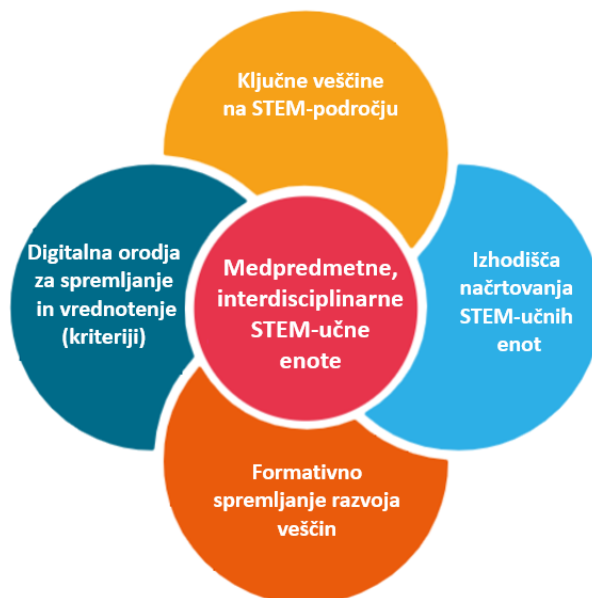 Ključne veščine
na STEM-področju
Digitalna orodja
za spremljanje
in vrednotenje
(kriteriji)
Medpredmetne,
interdisciplinarne
STEM-učne
enote
Izhodišča
načrtovanja
STEM-učnih
enot
Formativno
spremljanje razvoja
veščin